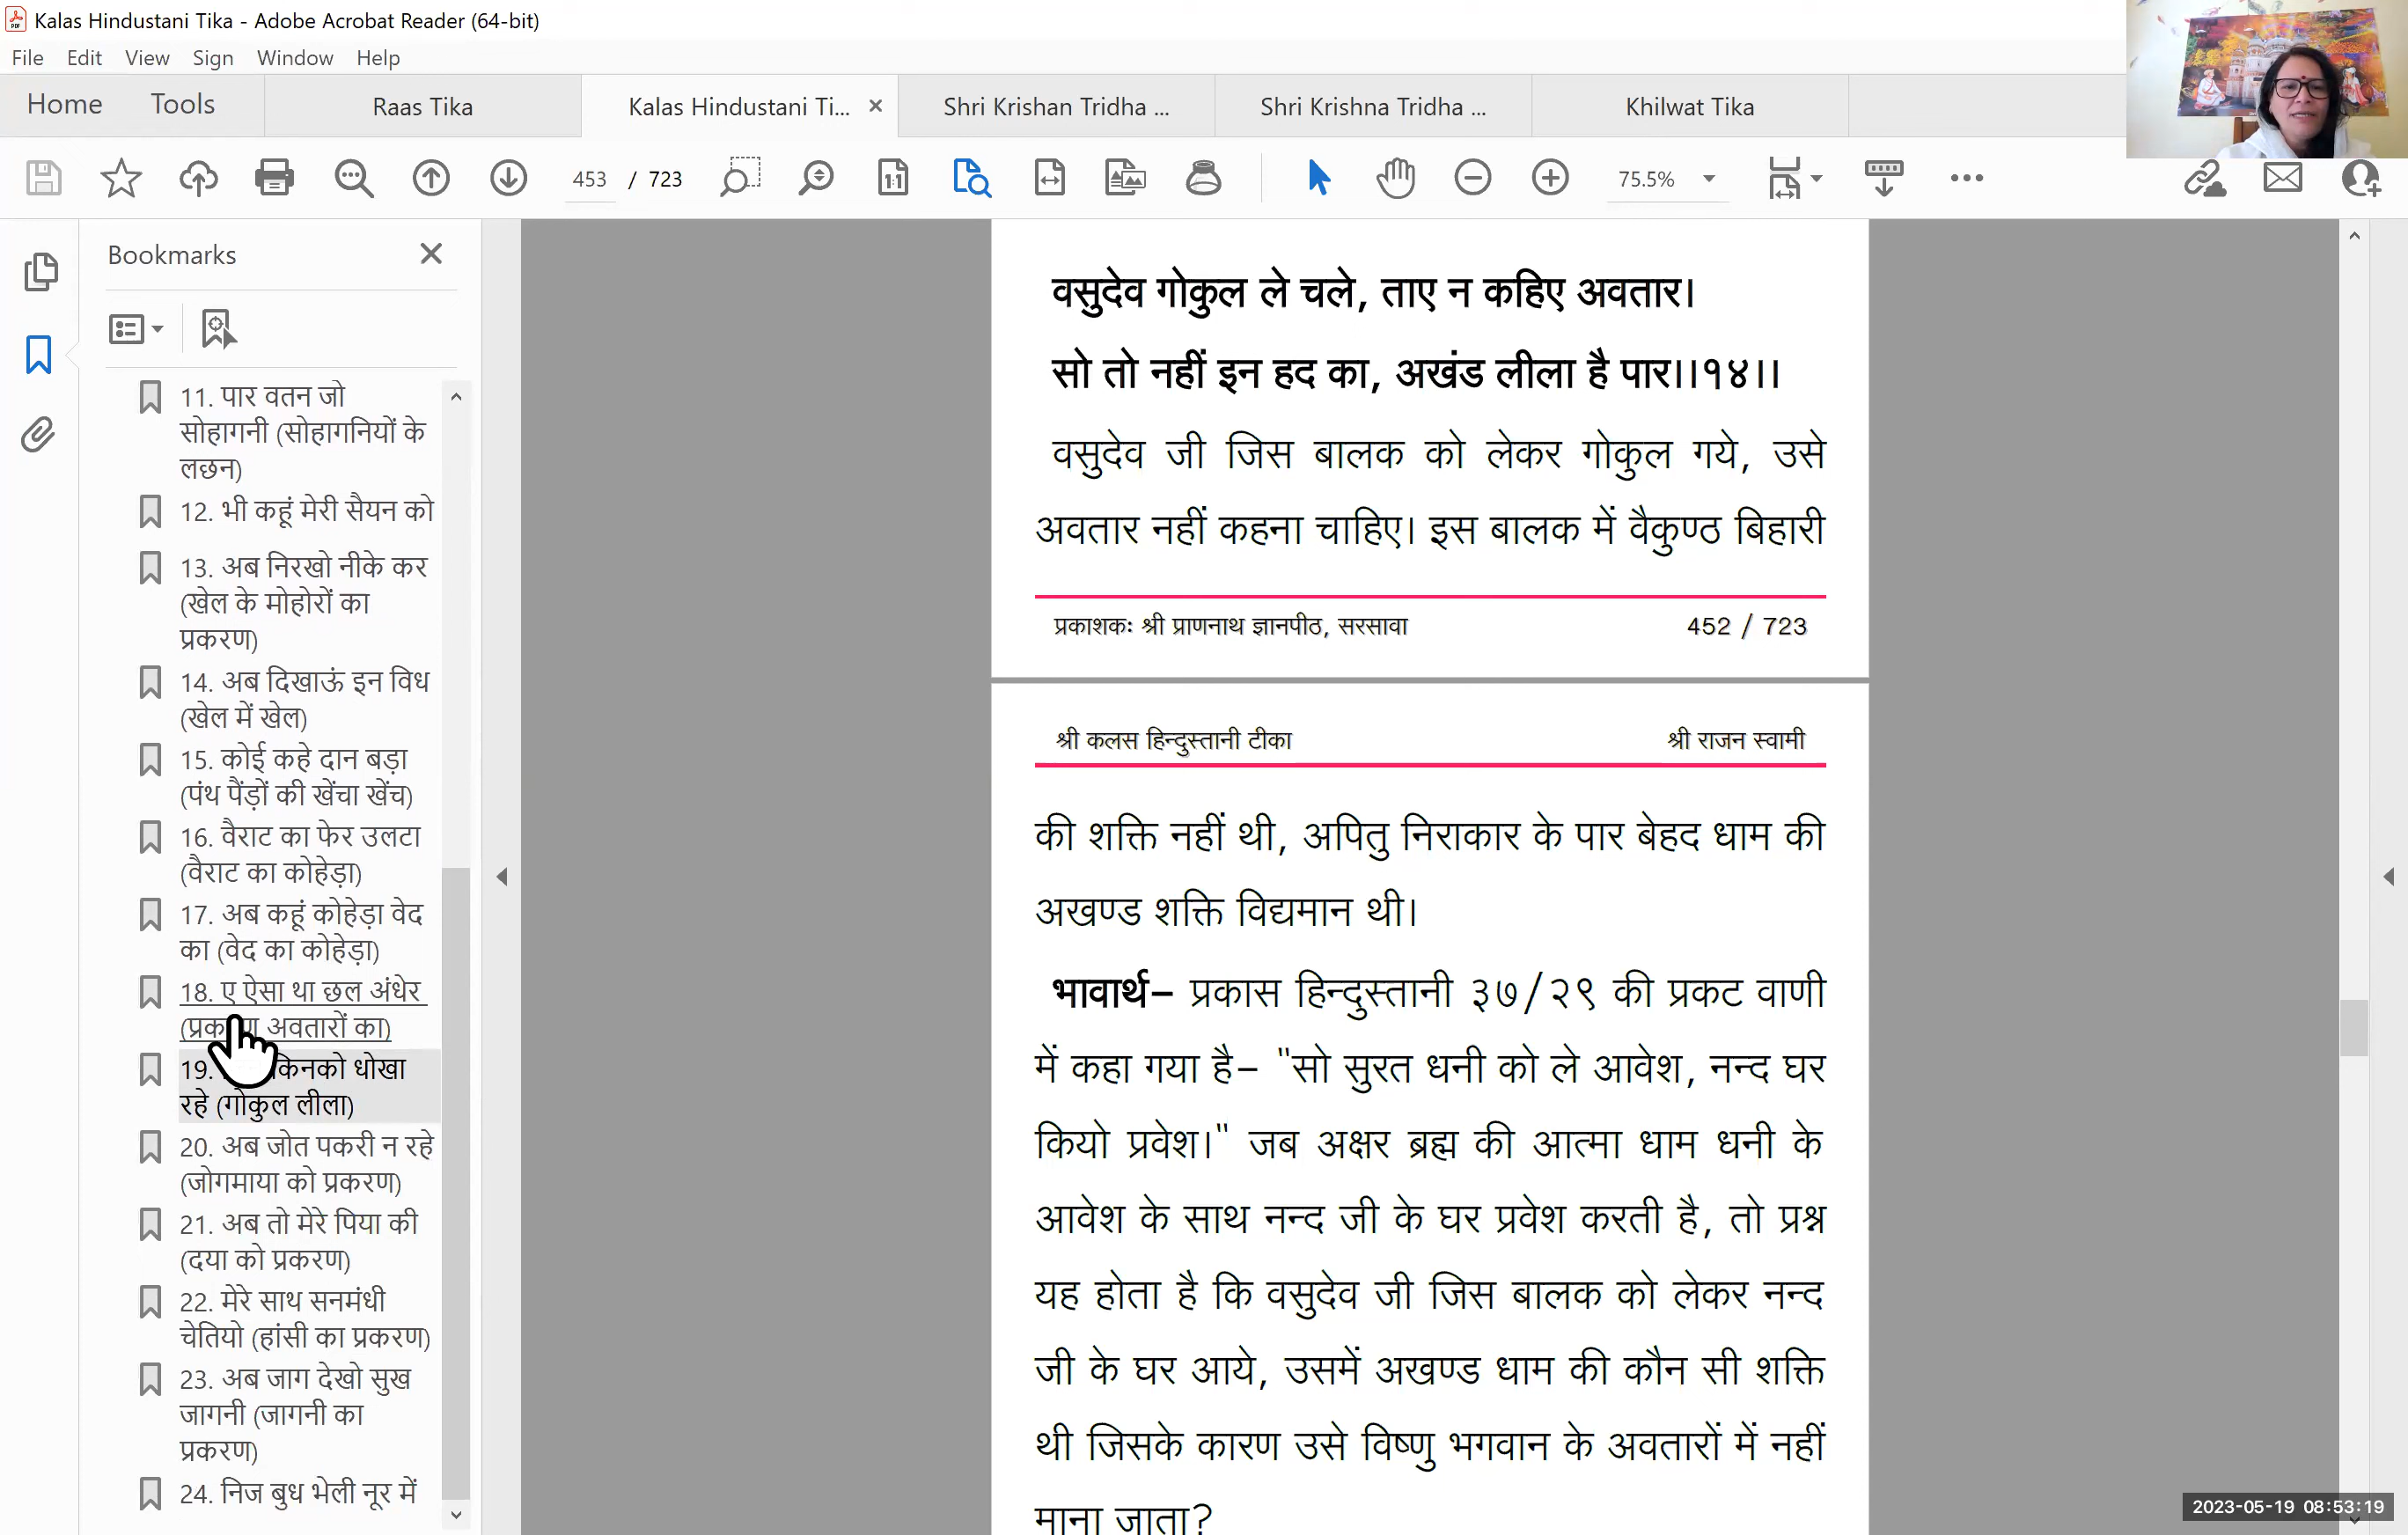 Kalas Hindustani Tika - Adobe Acrobat Reader (64-bit)
File Edit View Sign Window Help
Home Tools Raas Tika Kalas Hindustani Ti... Shri Krishan Tridha ... Shri Krishna Tridha ... Khilwat Tika
453 / 723 75.5%
Bookmarks
11. पार वतन जो
सोहागनी (सोहागनियों के
लछन)
12. भी कहूं मेरी सैयन को
13. अब निरखो नीके कर
(खेल के मोहोरों का
प्रकरण)
14. अब दिखाऊं इन विध
(खेल में खेल)
15. कोई कहे दान बड़ा
(पंथ पैंड़ों की खेंचा खेंच)
16. वैराट का फेर उलटा
(वैराट का कोहेड़ा)
17. अब कहूं कोहेड़ा वेद
का (वेद का कोहेड़ा)
18. ए ऐसा था छल अंधेर
अवतारों का)
19. किनको धोखा
रहे (गोकुल लीला)
20. अब जोत पकरी न रहे
(जोगमाया को प्रकरण)
21. अब तो मेरे पिया की
(दया को प्रकरण)
22. मेरे साथ सनमंधी
चेतियो (हांसी का प्रकरण)
23. अब जाग देखो सुख
जागनी (जागनी का
प्रकरण)
24. निज बुध भेली नूर में
वसुदेव गोकुल ले चले, ताए न कहिए अवतार।
सो तो नहीं इन हद का, अखंड लीला है पार।।१४।।
वसुदेव जी जिस बालक को लेकर गोकुल गये, उसे
अवतार नहीं कहना चाहिए। इस बालक में वैकुण्ठ बिहारी
प्रकाशकः श्री प्राणनाथ ज्ञानपीठ, सरसावा 452 / 723
श्री कलस हिन्दुस्तानी टीका श्री राजन स्वामी
की शक्ति नहीं थी, अपितु निराकार के पार बेहद धाम की
अखण्ड शक्ति विद्यमान थी।
भावार्थ– प्रकास हिन्दुस्तानी ३७/२९ की प्रकट वाणी
में कहा गया है– "सो सुरत धनी को ले आवेश, नन्द घर
कियो प्रवेश।" जब अक्षर ब्रह्म की आत्मा धाम धनी के
आवेश के साथ नन्द जी के घर प्रवेश करती है, तो प्रश्न
यह होता है कि वसुदेव जी जिस बालक को लेकर नन्द
जी के घर आये, उसमें अखण्ड धाम की कौन सी शक्ति
थी जिसके कारण उसे विष्णु भगवान के अवतारों में नहीं
माना जाता?
2023-05-19 08:53:19